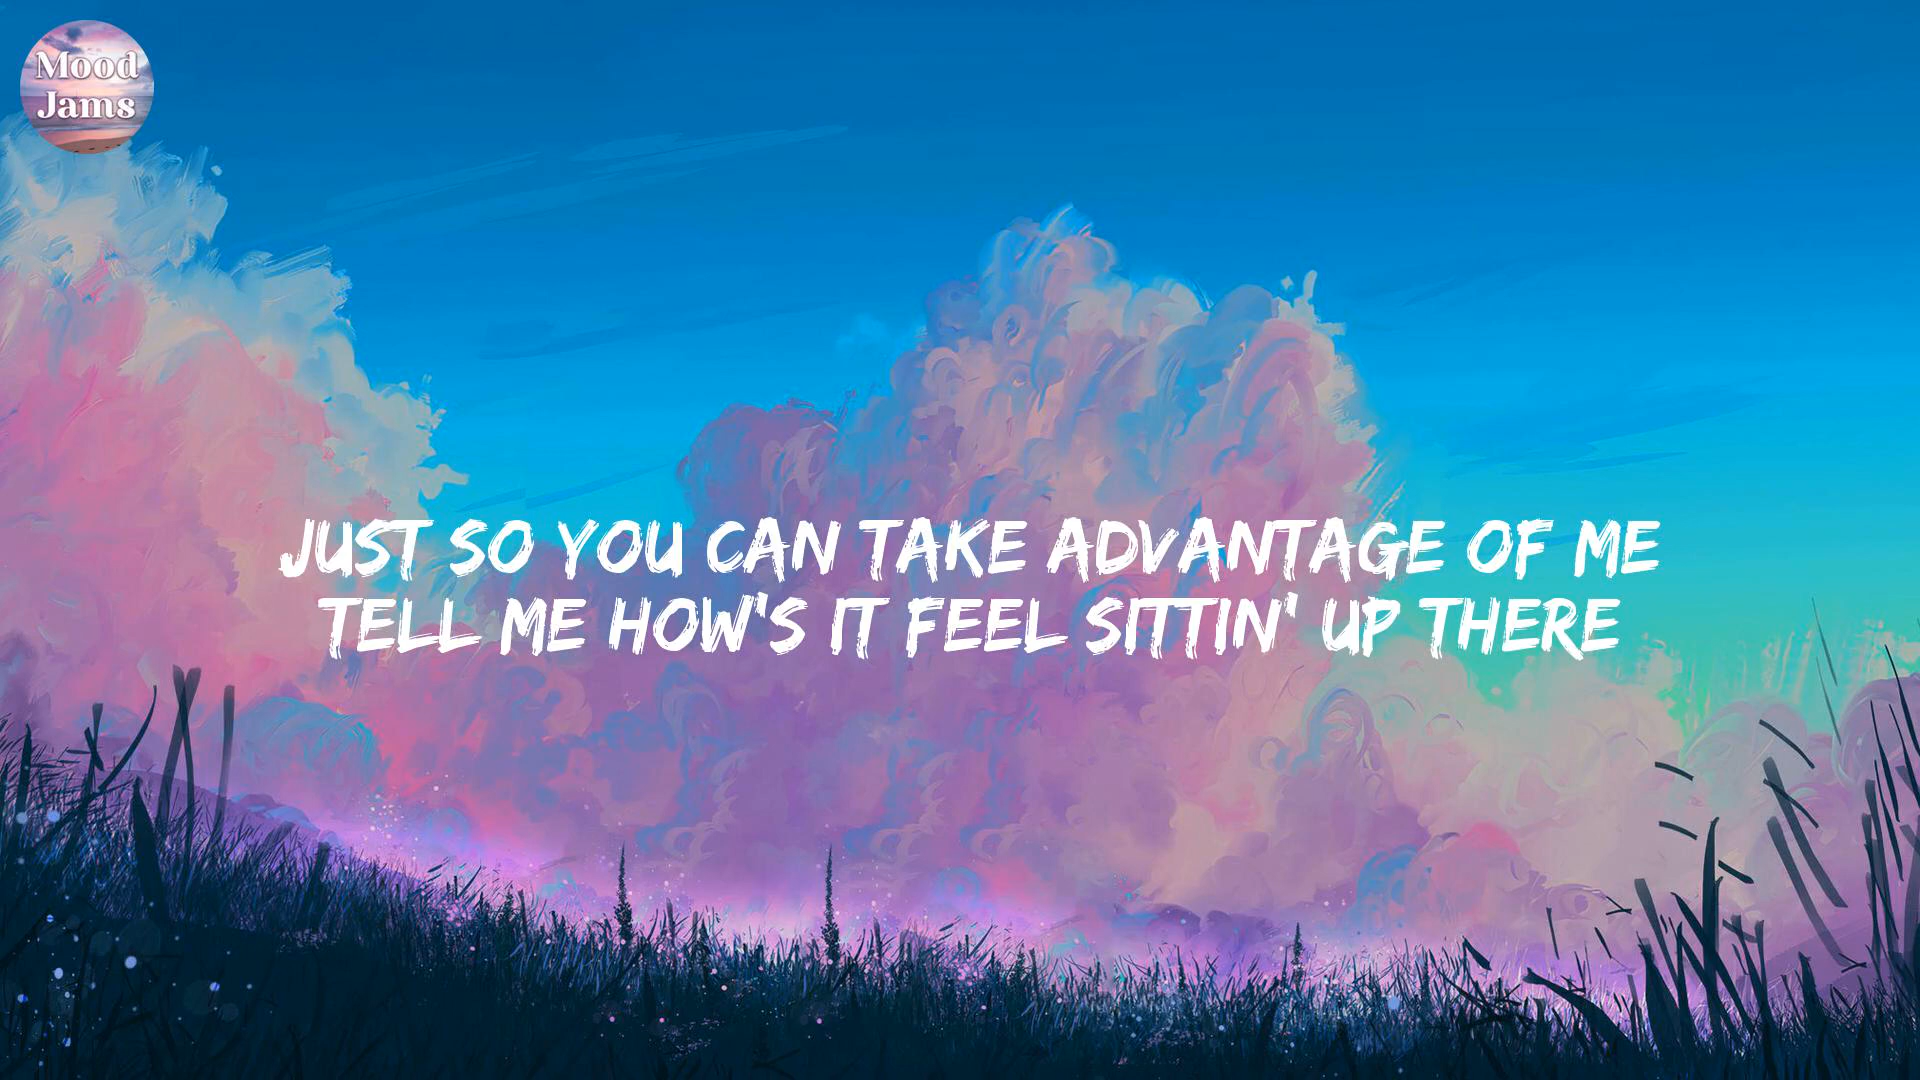 Mood
Jams
JUST SO YOU CAN TAKE ADVANTAGE OF ME
TELL ME HOW'S IT FEEL SITTIN' UP THERE